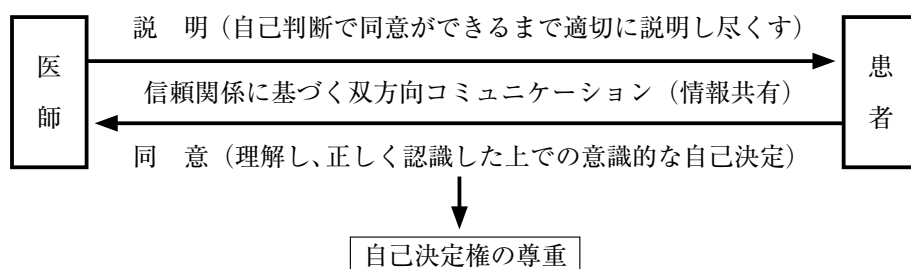 説　明（自己判断で同意ができるまで適切に説明し尽くす）
医師
患者
信頼関係に基づく双方向コミュニケーション（情報共有）
同　意（理解し、正しく認識した上での意識的な自己決定）
自己決定権の尊重